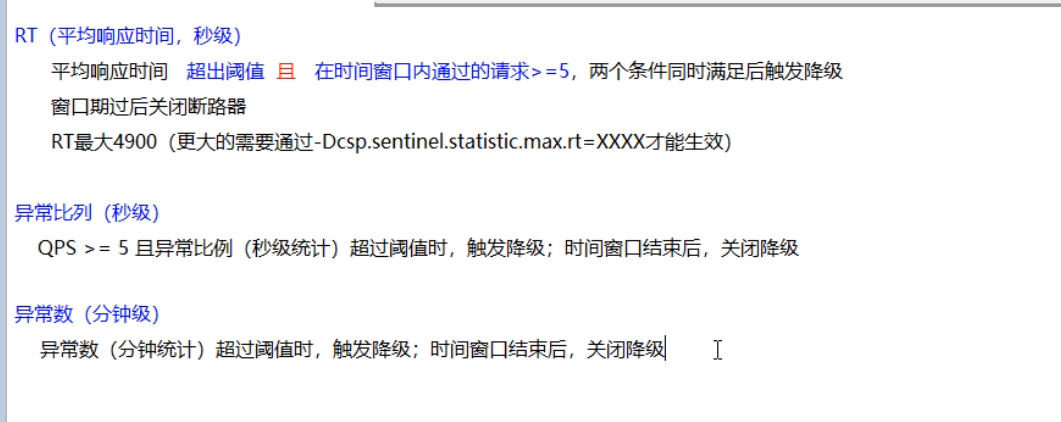 RT（平均响应时间，秒级）
平均响应时间 超出阈值 且 在时间窗口内通过的请求>=5，两个条件同时满足后触发降级
窗口期过后关闭断路器
RT最大4900（更大的需要通过-Dcsp.sentinel.statistic.max.rt=XXXX才能生效）
异常比列（秒级）
QPS >= 5 且异常比例（秒级统计）超过阈值时，触发降级；时间窗口结束后，关闭降级
异常数（分钟级）
异常数（分钟统计）超过阈值时，触发降级；时间窗口结束后，关闭降级